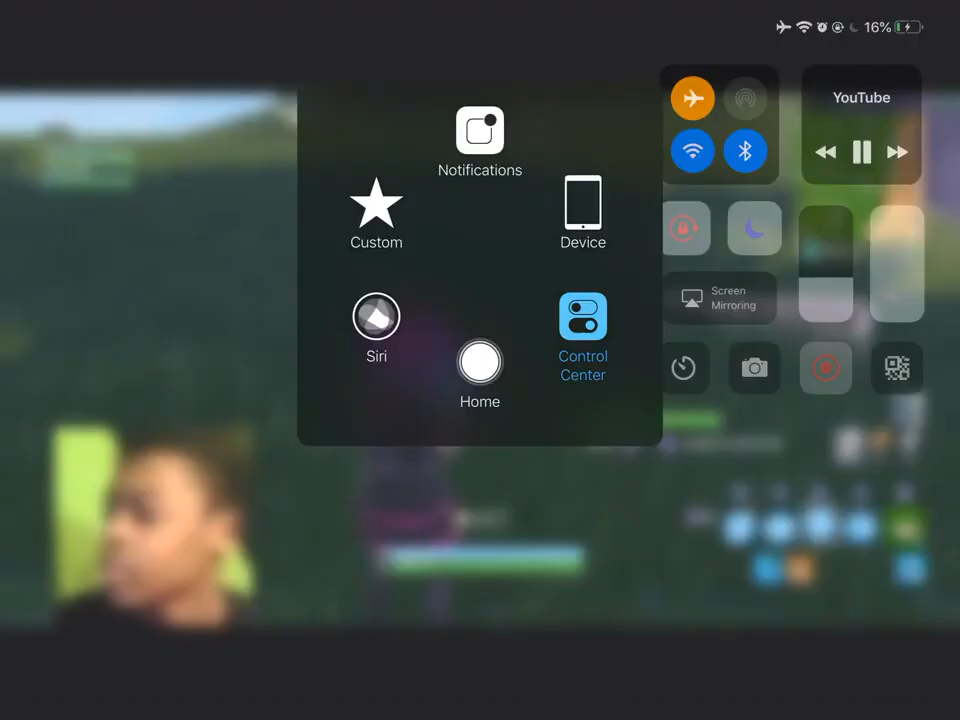 16%
YouTube
Notifications
Custom
Device
Screen
Mirroring
Siri
Control
Center
Home